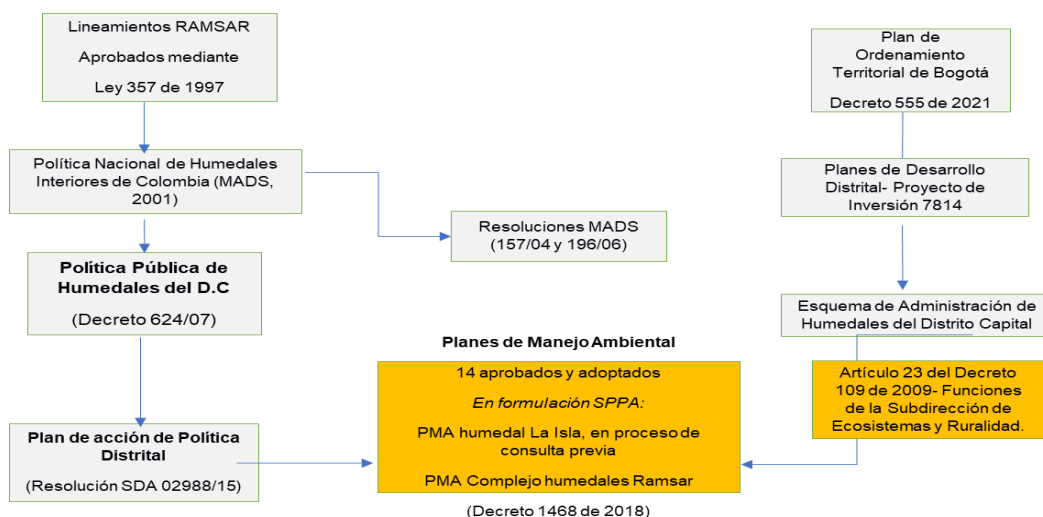 Lineamientos RAMSAR
Aprobados mediante
Ley 357 de 1997
Política Nacional de Humedales
Interiores de Colombia (MADS,
2001)
Resoluciones MADS
(157/04 y 196/06)
Política Pública de
Humedales del D.C
(Decreto 624/07)
Plan de acción de Política
Distrital
(Resolución SDA 02988/15)
Planes de Manejo Ambiental
14 aprobados y adoptados
En formulación SPPA:
PMA humedal La Isla, en proceso de
consulta previa
PMA Complejo humedales Ramsar
(Decreto 1468 de 2018)
Plan de
Ordenamiento
Territorial de Bogotá
Decreto 555 de 2021
Planes de Desarrollo
Distrital- Proyecto de
Inversión 7814
Esquema de Administración de
Humedales del Distrito Capital
Artículo 23 del Decreto
109 de 2009- Funciones
de la Subdirección de
Ecosistemas y Ruralidad.